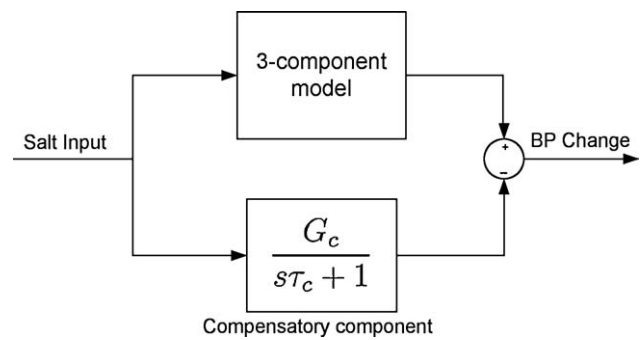 3-component
model
Salt Input
+
−
BP Change
G_c
sτ_c + 1
Compensatory component